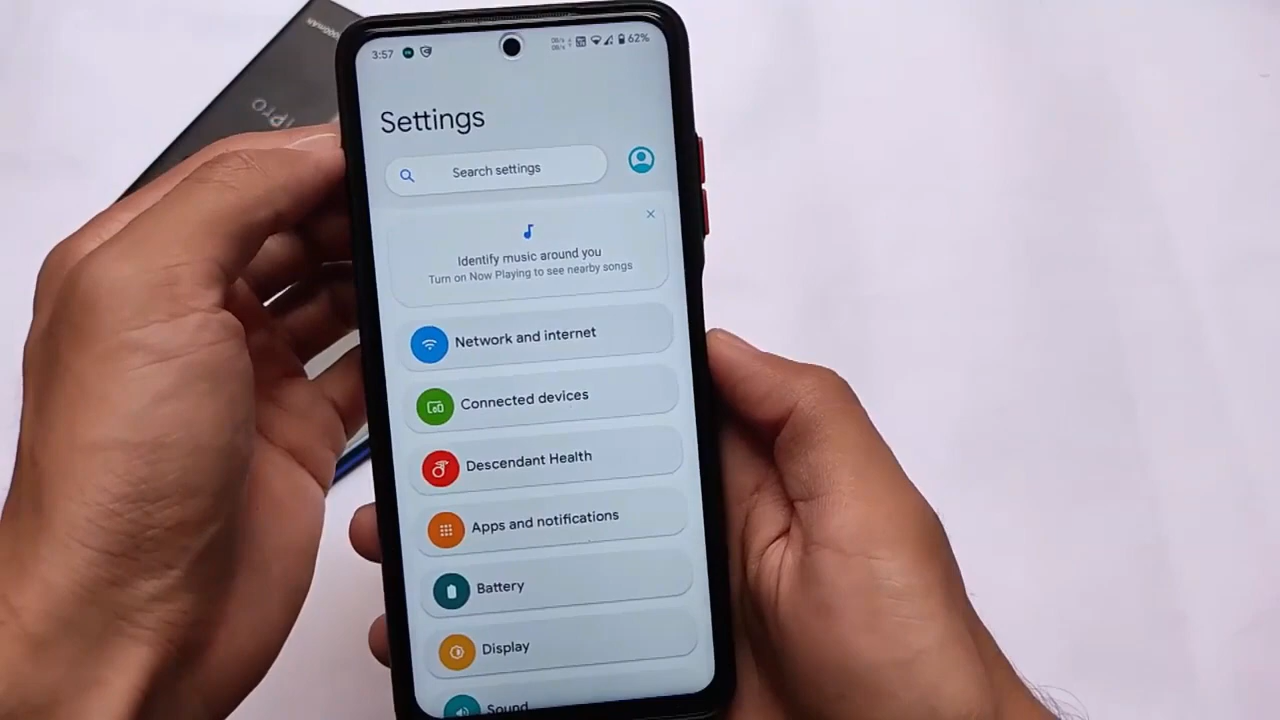 3:57
62%
Settings
Search settings
Identify music around you
Turn on Now Playing to see nearby songs
Network and internet
Connected devices
Descendant Health
Apps and notifications
Battery
Display
Sound